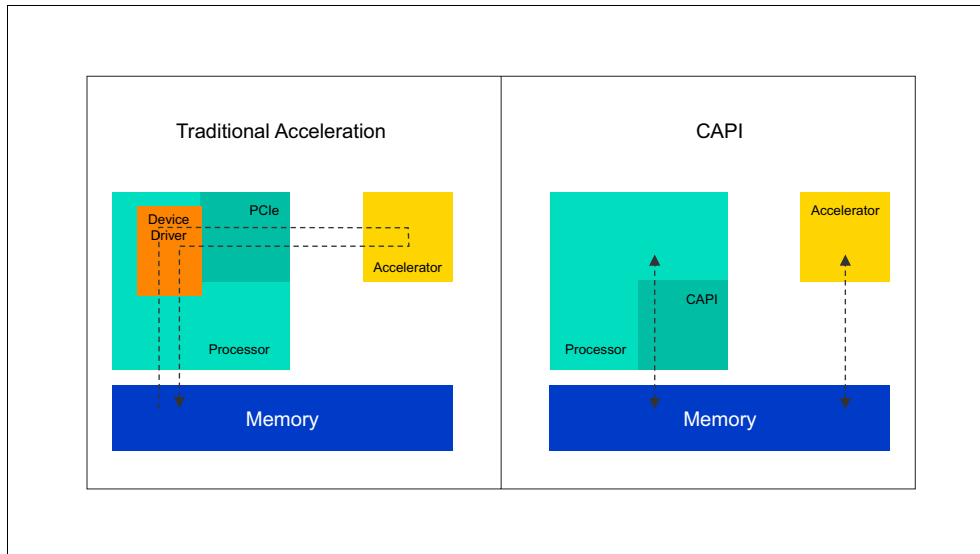 Traditional Acceleration
PCIe
Device
Driver
Accelerator
Processor
Memory
CAPI
Accelerator
CAPI
Processor
Memory